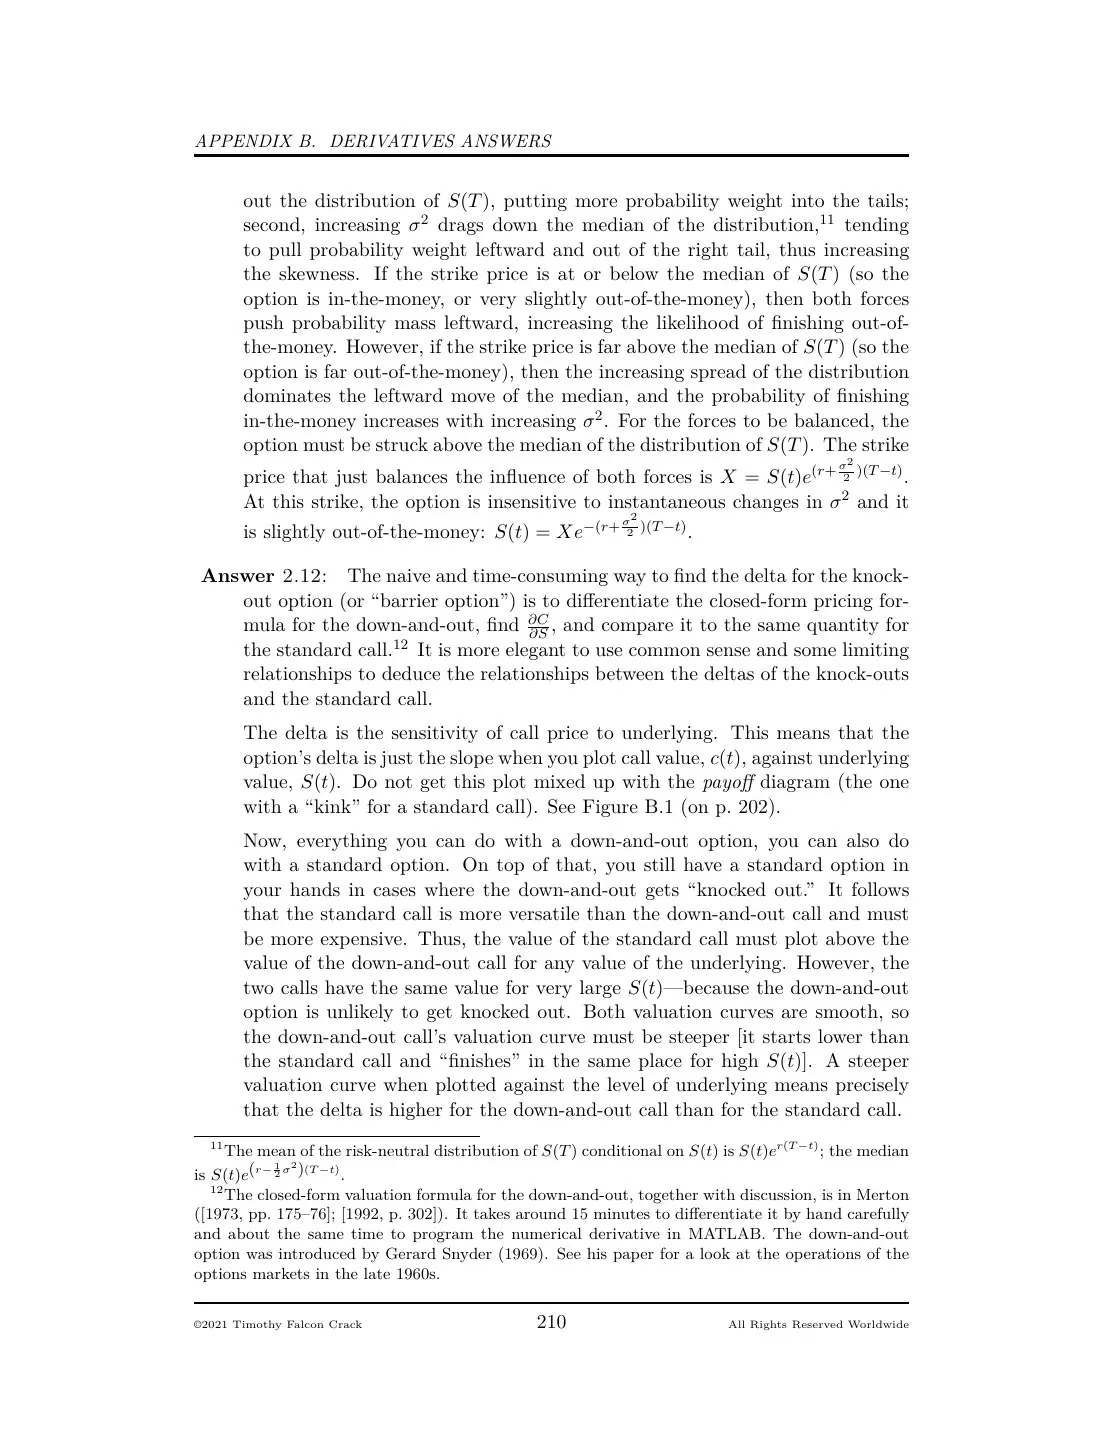 APPENDIX B. DERIVATIVES ANSWERS
out the distribution of S(T), putting more probability weight into the tails;
second, increasing σ² drags down the median of the distribution,¹¹ tending
to pull probability weight leftward and out of the right tail, thus increasing
the skewness. If the strike price is at or below the median of S(T) (so the
option is in-the-money, or very slightly out-of-the-money), then both forces
push probability mass leftward, increasing the likelihood of finishing out-of-
the-money. However, if the strike price is far above the median of S(T) (so the
option is far out-of-the-money), then the increasing spread of the distribution
dominates the leftward move of the median, and the probability of finishing
in-the-money increases with increasing σ². For the forces to be balanced, the
option must be struck above the median of the distribution of S(T). The strike
price that just balances the influence of both forces is X = S(t)e^{(r+\frac{σ²}{2})(T−t)}.
At this strike, the option is insensitive to instantaneous changes in σ² and it
is slightly out-of-the-money: S(t) = Xe^{−(r+\frac{σ²}{2})(T−t)}.
Answer 2.12: The naive and time-consuming way to find the delta for the knock-
out option (or “barrier option”) is to differentiate the closed-form pricing for-
mula for the down-and-out, find \frac{∂C}{∂S}, and compare it to the same quantity for
the standard call.¹² It is more elegant to use common sense and some limiting
relationships to deduce the relationships between the deltas of the knock-outs
and the standard call.
The delta is the sensitivity of call price to underlying. This means that the
option’s delta is just the slope when you plot call value, c(t), against underlying
value, S(t). Do not get this plot mixed up with the payoff diagram (the one
with a “kink” for a standard call). See Figure B.1 (on p. 202).
Now, everything you can do with a down-and-out option, you can also do
with a standard option. On top of that, you still have a standard option in
your hands in cases where the down-and-out gets “knocked out.” It follows
that the standard call is more versatile than the down-and-out call and must
be more expensive. Thus, the value of the standard call must plot above the
value of the down-and-out call for any value of the underlying. However, the
two calls have the same value for very large S(t)—because the down-and-out
option is unlikely to get knocked out. Both valuation curves are smooth, so
the down-and-out call’s valuation curve must be steeper [it starts lower than
the standard call and “finishes” in the same place for high S(t)]. A steeper
valuation curve when plotted against the level of underlying means precisely
that the delta is higher for the down-and-out call than for the standard call.
¹¹The mean of the risk-neutral distribution of S(T) conditional on S(t) is S(t)e^{r(T−t)}; the median
is S(t)e^{(r−\frac{1}{2}σ²)(T−t)}.
¹²The closed-form valuation formula for the down-and-out, together with discussion, is in Merton
([1973, pp. 175–76]; [1992, p. 302]). It takes around 15 minutes to differentiate it by hand carefully
and about the same time to program the numerical derivative in MATLAB. The down-and-out
option was introduced by Gerard Snyder (1969). See his paper for a look at the operations of the
options markets in the late 1960s.
©2021 Timothy Falcon Crack 210 All Rights Reserved Worldwide